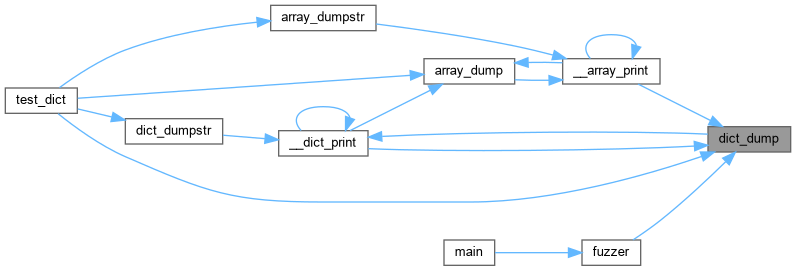 array_dumpstr
array_dump
__array_print
test_dict
dict_dumpstr
__dict_print
dict_dump
main
fuzzer